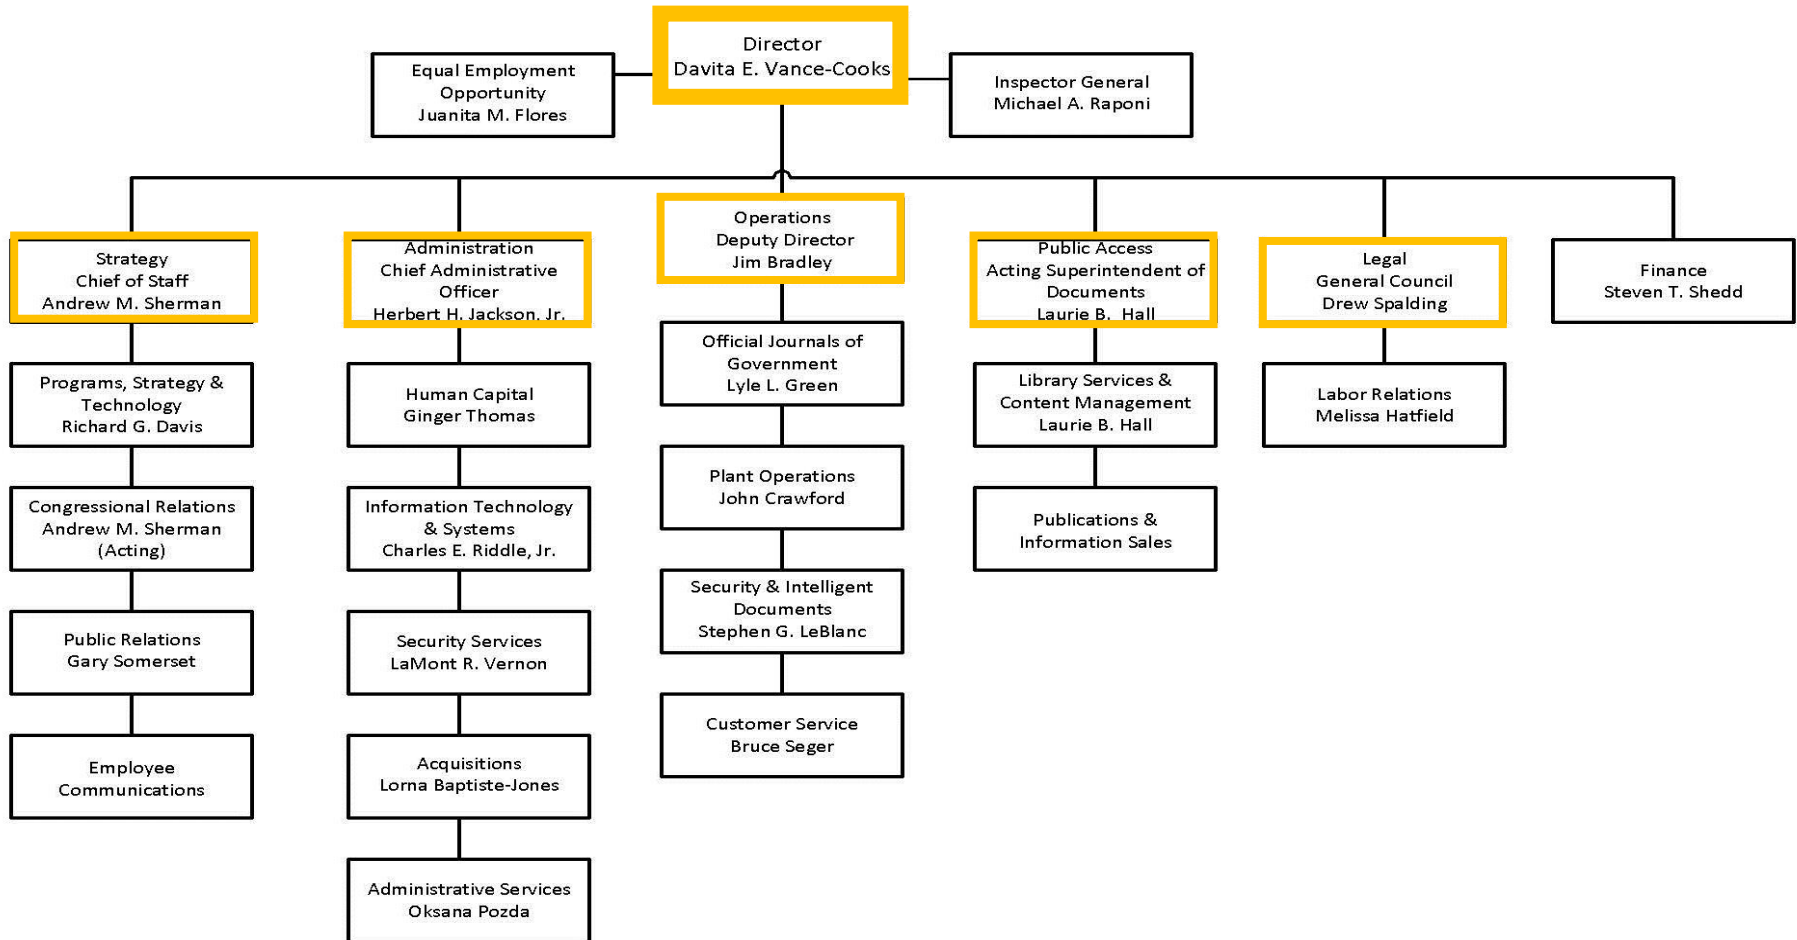 Director
Davita E. Vance-Cooks
Equal Employment
Opportunity
Juanita M. Flores
Inspector General
Michael A. Raponi
Strategy
Chief of Staff
Andrew M. Sherman
Programs, Strategy &
Technology
Richard G. Davis
Congressional Relations
Andrew M. Sherman
(Acting)
Public Relations
Gary Somerset
Employee
Communications
Administration
Chief Administrative
Officer
Herbert H. Jackson, Jr.
Human Capital
Ginger Thomas
Information Technology
& Systems
Charles E. Riddle, Jr.
Security Services
LaMont R. Vernon
Acquisitions
Lorna Baptiste-Jones
Administrative Services
Oksana Pozda
Operations
Deputy Director
Jim Bradley
Official Journals of
Government
Lyle L. Green
Plant Operations
John Crawford
Security & Intelligent
Documents
Stephen G. LeBlanc
Customer Service
Bruce Seger
Public Access
Acting Superintendent of
Documents
Laurie B. Hall
Library Services &
Content Management
Laurie B. Hall
Publications &
Information Sales
Legal
General Council
Drew Spalding
Labor Relations
Melissa Hatfield
Finance
Steven T. Shedd